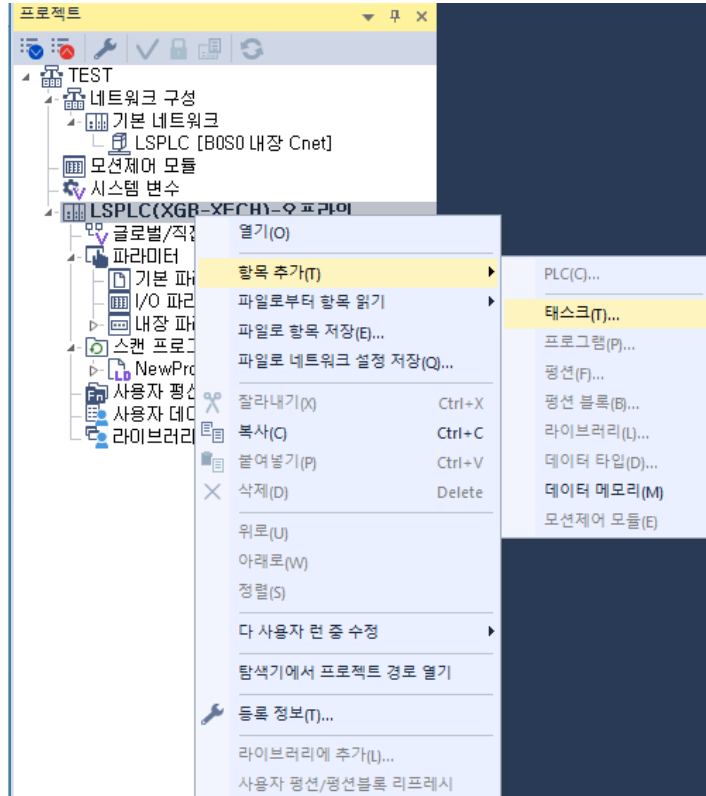 프로젝트
TEST
네트워크 구성
기본 네트워크
LSPLC [B0S0 내장 Cnet]
모션제어 모듈
시스템 변수
LSPLC(XGB-XECH)-오프라인
글로벌/직접
파라미터
기본 파
I/O 파라
내장 파
스캔 프로그
NewPro
사용자 평션
사용자 데이
라이브러리
열기(O)
항목 추가(T)
파일로부터 항목 읽기
파일로 항목 저장(E)...
파일로 네트워크 설정 저장(Q)...
잘라내기(X) Ctrl+X
복사(C) Ctrl+C
붙여넣기(P) Ctrl+V
삭제(D) Delete
위로(U)
아래로(W)
정렬(S)
다 사용자 런 중 수정
탐색기에서 프로젝트 경로 열기
등록 정보(T)...
라이브러리에 추가(L)...
사용자 평션/평션블록 리프레시
PLC(C)...
태스크(T)...
프로그램(P)...
평션(F)...
평션 블록(B)...
라이브러리(L)...
데이터 타입(D)...
데이터 메모리(M)
모션제어 모듈(E)